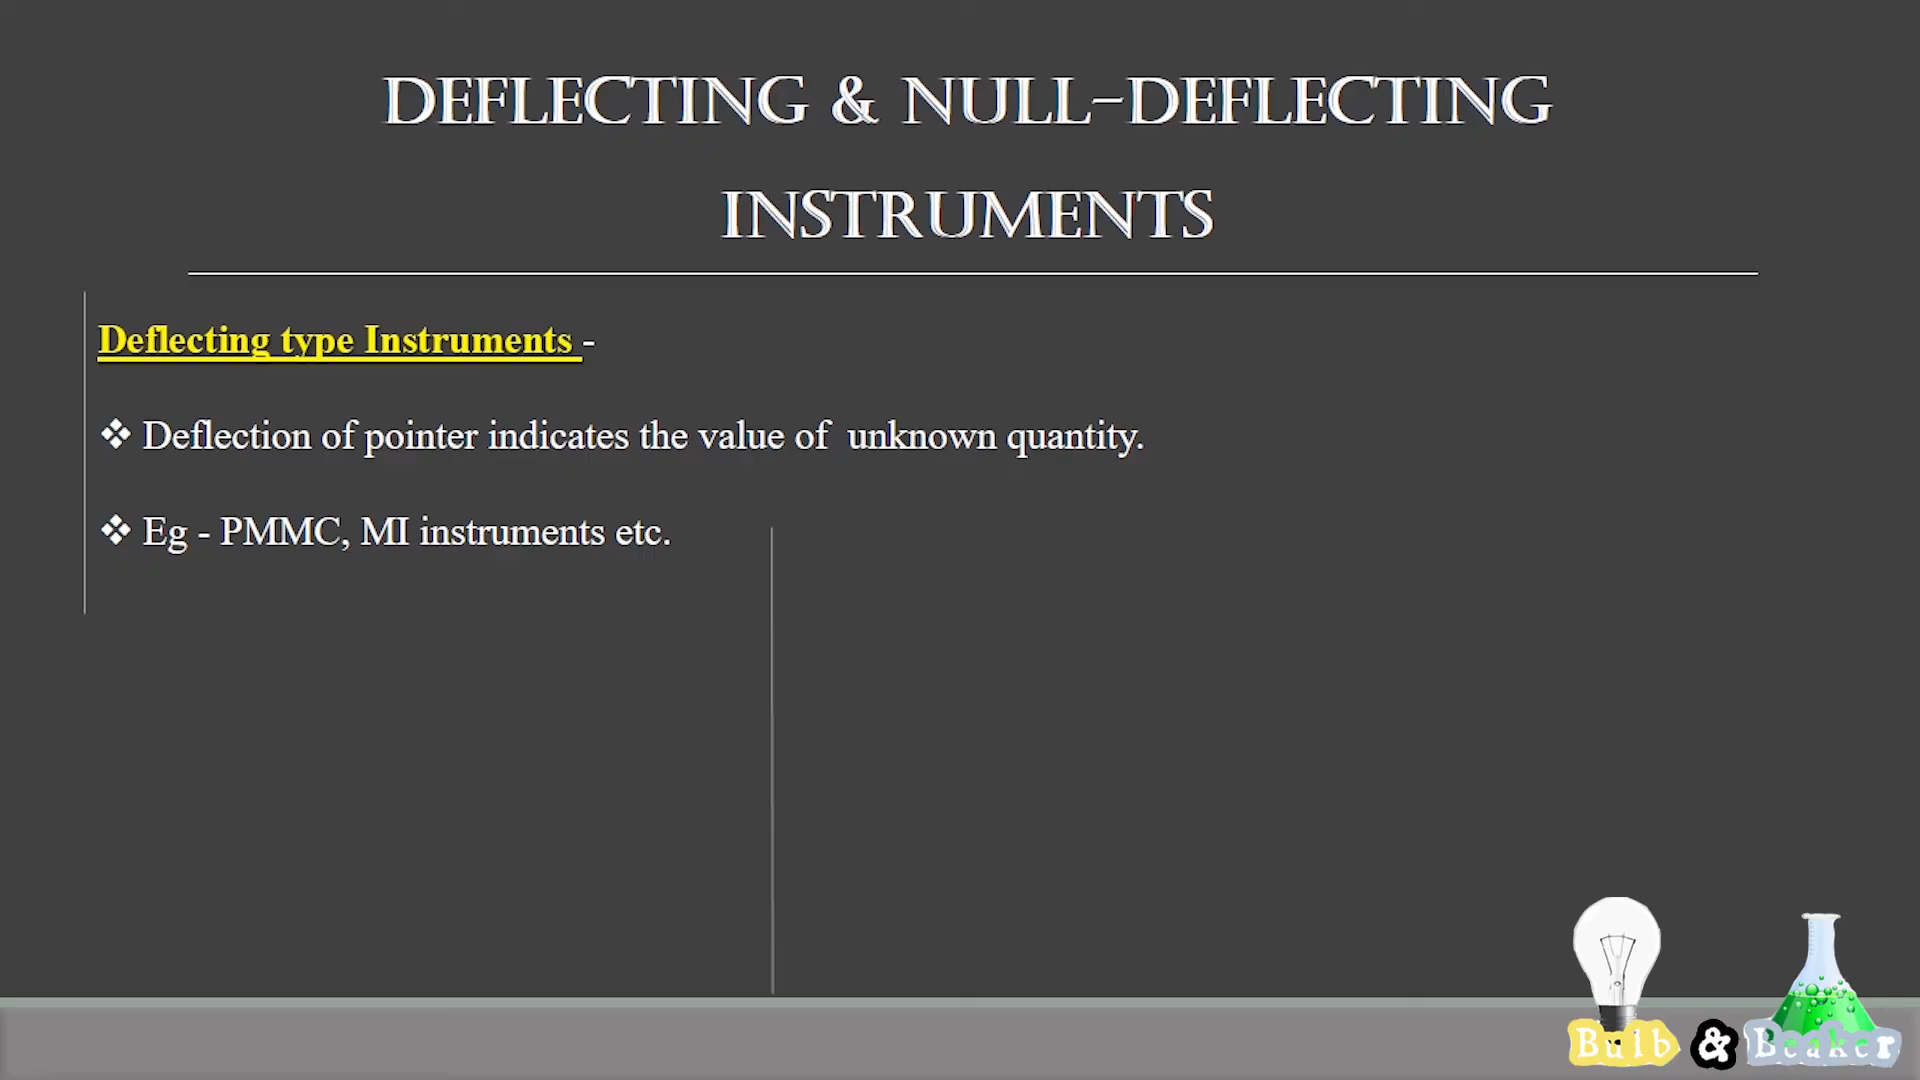 DEFLECTING & NULL-DEFLECTING
INSTRUMENTS
Deflecting type Instruments -
❖ Deflection of pointer indicates the value of unknown quantity.
❖ Eg - PMMC, MI instruments etc.
Bulb & Beaker